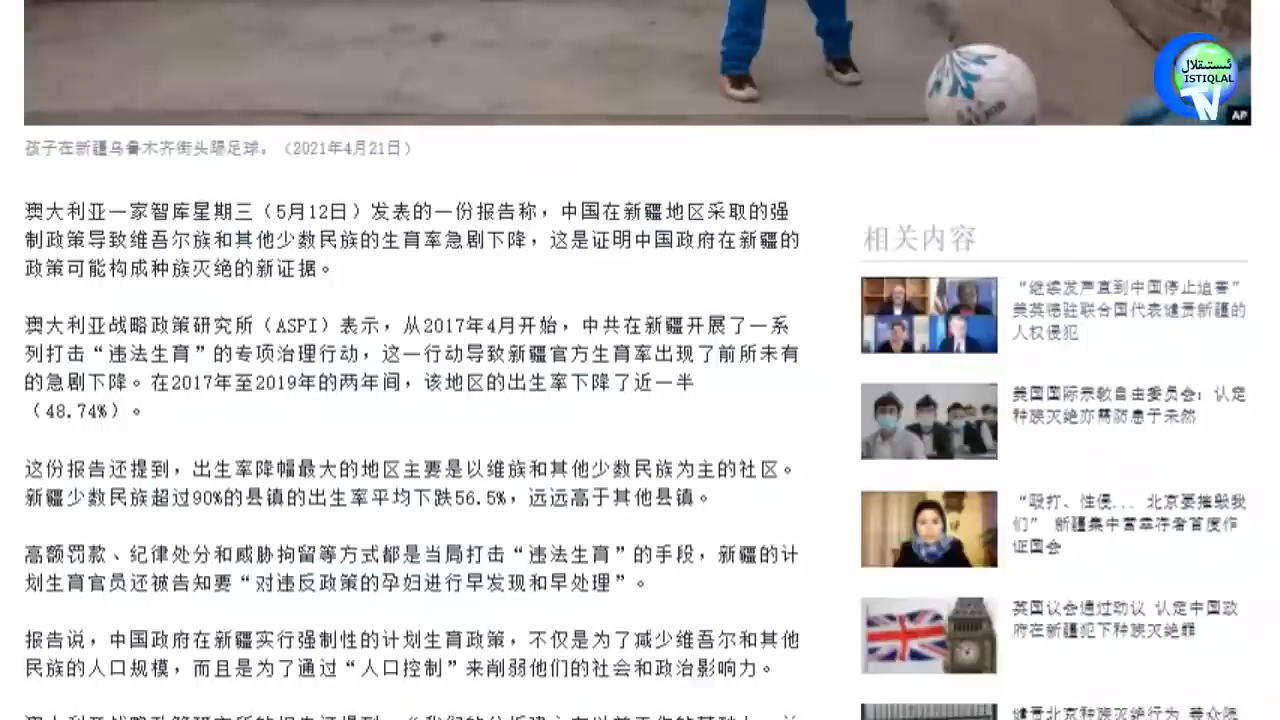 ئىستىقلال
ISTIQLAL
TV
AP
孩子在新疆乌鲁木齐街头踢足球。（2021年4月21日）
澳大利亚一家智库星期三（5月12日）发表的一份报告称，中国在新疆地区采取的强
制政策导致维吾尔族和其他少数民族的生育率急剧下降，这是证明中国政府在新疆的
政策可能构成种族灭绝的新证据。
澳大利亚战略政策研究所（ASPI）表示，从2017年4月开始，中共在新疆开展了一系
列打击“违法生育”的专项治理行动，这一行动导致新疆官方生育率出现了前所未有
的急剧下降。在2017年至2019年的两年间，该地区的出生率下降了近一半
（48.74%）。
这份报告还提到，出生率降幅最大的地区主要是以维族和其他少数民族为主的社区。
新疆少数民族超过90%的县镇的出生率平均下跌56.5%，远远高于其他县镇。
高额罚款、纪律处分和威胁拘留等方式都是当局打击“违法生育”的手段，新疆的计
划生育官员还被告知要“对违反政策的孕妇进行早发现和早处理”。
报告说，中国政府在新疆实行强制性的计划生育政策，不仅是为了减少维吾尔和其他
民族的人口规模，而且是为了通过“人口控制”来削弱他们的社会和政治影响力。
相关内容
“继续发声直到中国停止迫害”
美英德驻联合国代表谴责新疆的
人权侵犯
美国国际宗教自由委员会：认定
种族灭绝亦需防患于未然
“殴打、性侵... 北京要摧毁我
们” 新疆集中营幸存者首度作
证国会
英国议会通过动议 认定中国政
府在新疆犯下种族灭绝罪